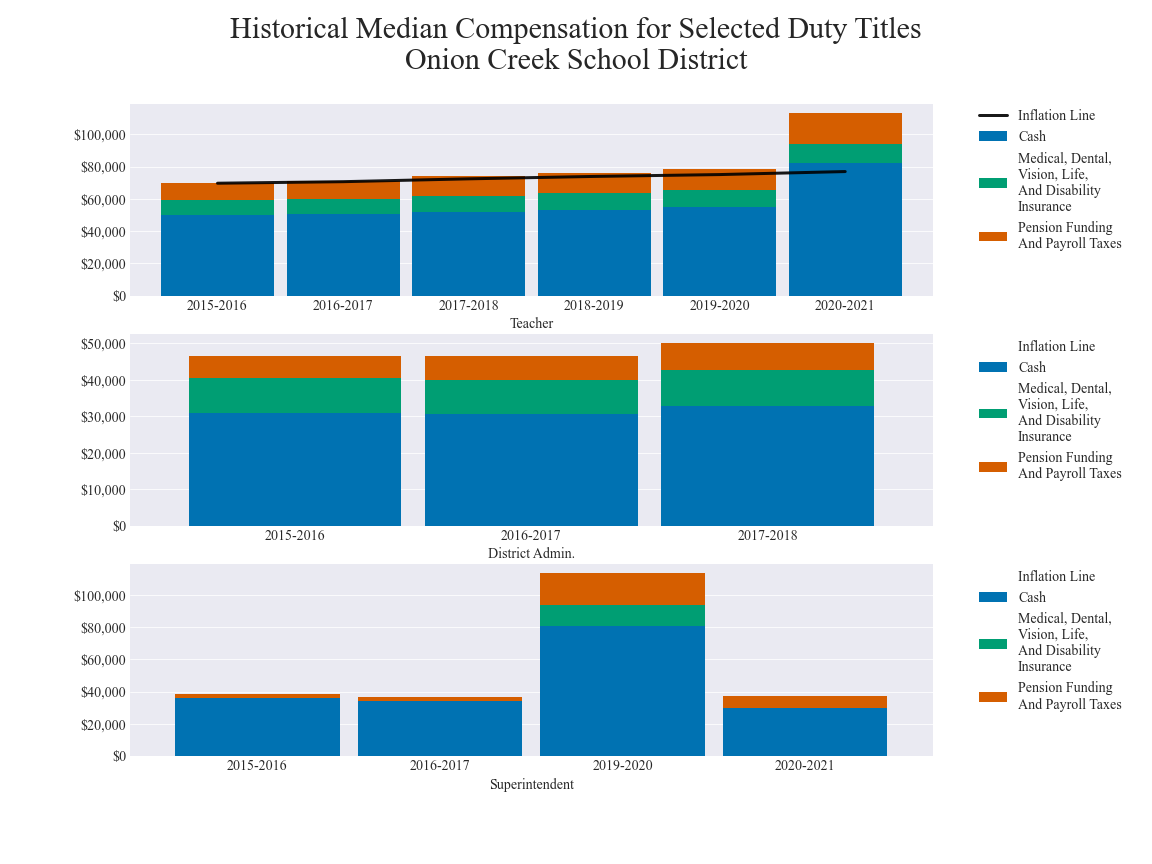 Historical Median Compensation for Selected Duty Titles
Onion Creek School District
$100,000
$80,000
$60,000
$40,000
$20,000
$0
2015-2016
2016-2017
2017-2018
2018-2019
2019-2020
2020-2021
Teacher
Inflation Line
Cash
Medical, Dental,
Vision, Life,
And Disability
Insurance
Pension Funding
And Payroll Taxes
$50,000
$40,000
$30,000
$20,000
$10,000
$0
2015-2016
2016-2017
2017-2018
District Admin.
Inflation Line
Cash
Medical, Dental,
Vision, Life,
And Disability
Insurance
Pension Funding
And Payroll Taxes
$100,000
$80,000
$60,000
$40,000
$20,000
$0
2015-2016
2016-2017
2019-2020
2020-2021
Superintendent
Inflation Line
Cash
Medical, Dental,
Vision, Life,
And Disability
Insurance
Pension Funding
And Payroll Taxes